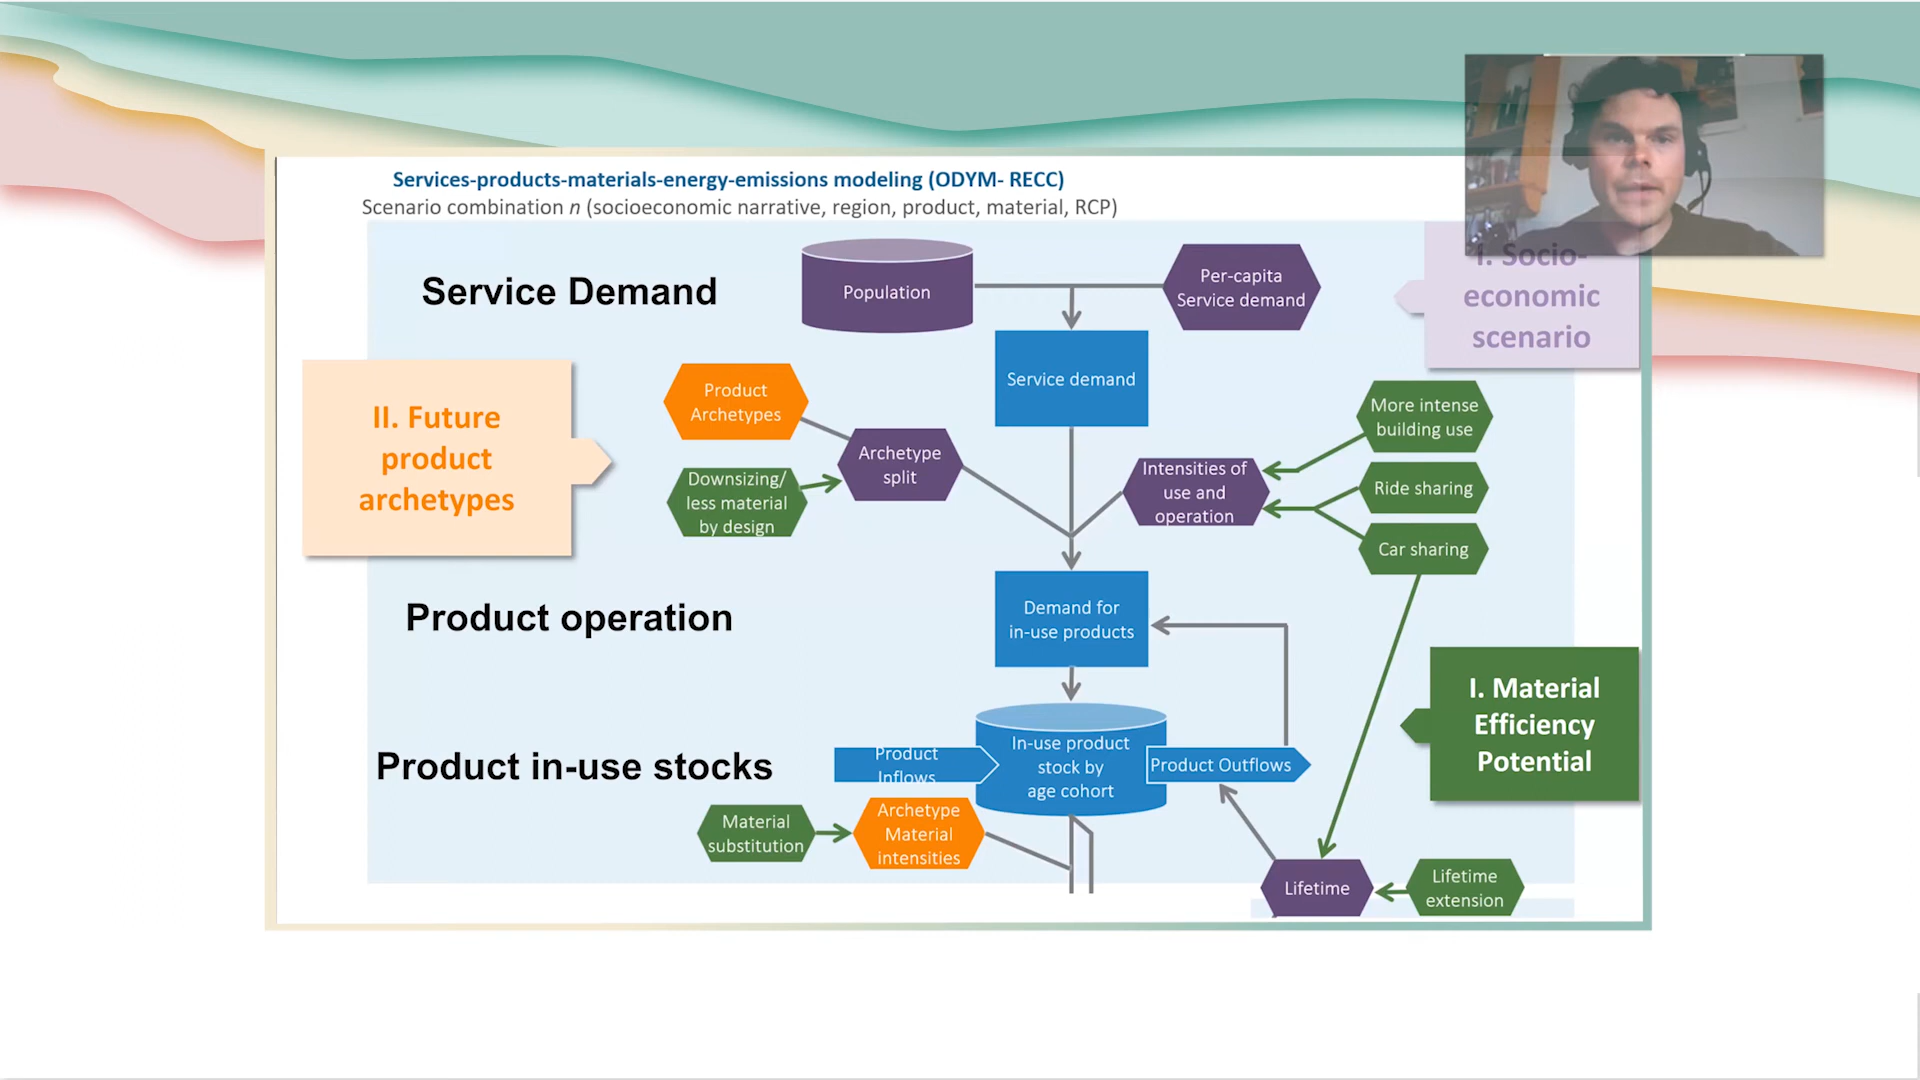 Services-products-materials-energy-emissions modeling (ODYM- RECC)
Scenario combination n (socioeconomic narrative, region, product, material, RCP)
Service Demand
Population
Per-capita
Service demand
I. Socio-
economic
scenario
Service demand
II. Future
product
archetypes
Product
Archetypes
Archetype
split
Downsizing/
less material
by design
Intensities of
use and
operation
More intense
building use
Ride sharing
Car sharing
Product operation
Demand for
in-use products
I. Material
Efficiency
Potential
Product in-use stocks
Product
Inflows
In-use product
stock by
age cohort
Product Outflows
Material
substitution
Archetype
Material
intensities
Lifetime
Lifetime
extension